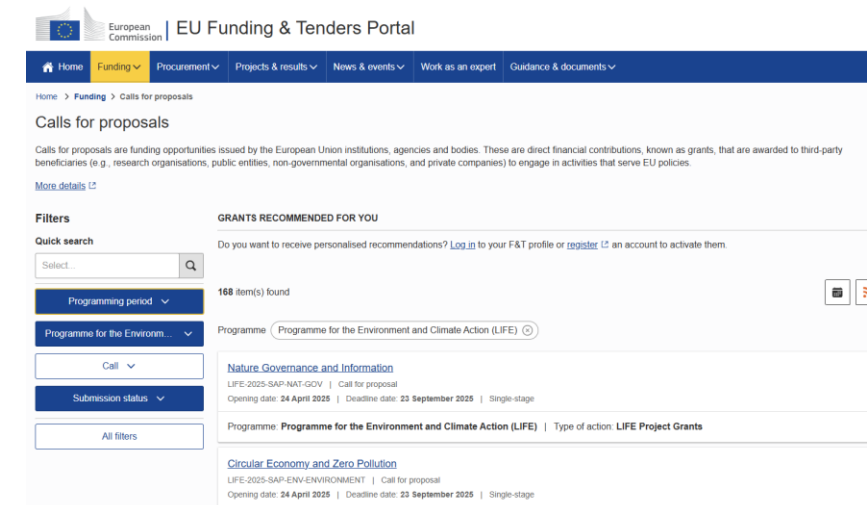 European
Commission
EU Funding & Tenders Portal
Home Funding Procurement Projects & results News & events Work as an expert Guidance & documents
Home > Funding > Calls for proposals
Calls for proposals
Calls for proposals are funding opportunities issued by the European Union institutions, agencies and bodies. These are direct financial contributions, known as grants, that are awarded to third-party
beneficiaries (e.g., research organisations, public entities, non-governmental organisations, and private companies) to engage in activities that serve EU policies.
More details
Filters
Quick search
Select...
Programming period
Programme for the Environm...
Call
Submission status
All filters
GRANTS RECOMMENDED FOR YOU
Do you want to receive personalised recommendations? Log in to your F&T profile or register an account to activate them.
168 item(s) found
Programme Programme for the Environment and Climate Action (LIFE)
Nature Governance and Information
LIFE-2025-SAP-NAT-GOV | Call for proposal
Opening date: 24 April 2025 | Deadline date: 23 September 2025 | Single-stage
Programme: Programme for the Environment and Climate Action (LIFE) | Type of action: LIFE Project Grants
Circular Economy and Zero Pollution
LIFE-2025-SAP-ENV-ENVIRONMENT | Call for proposal
Opening date: 24 April 2025 | Deadline date: 23 September 2025 | Single-stage